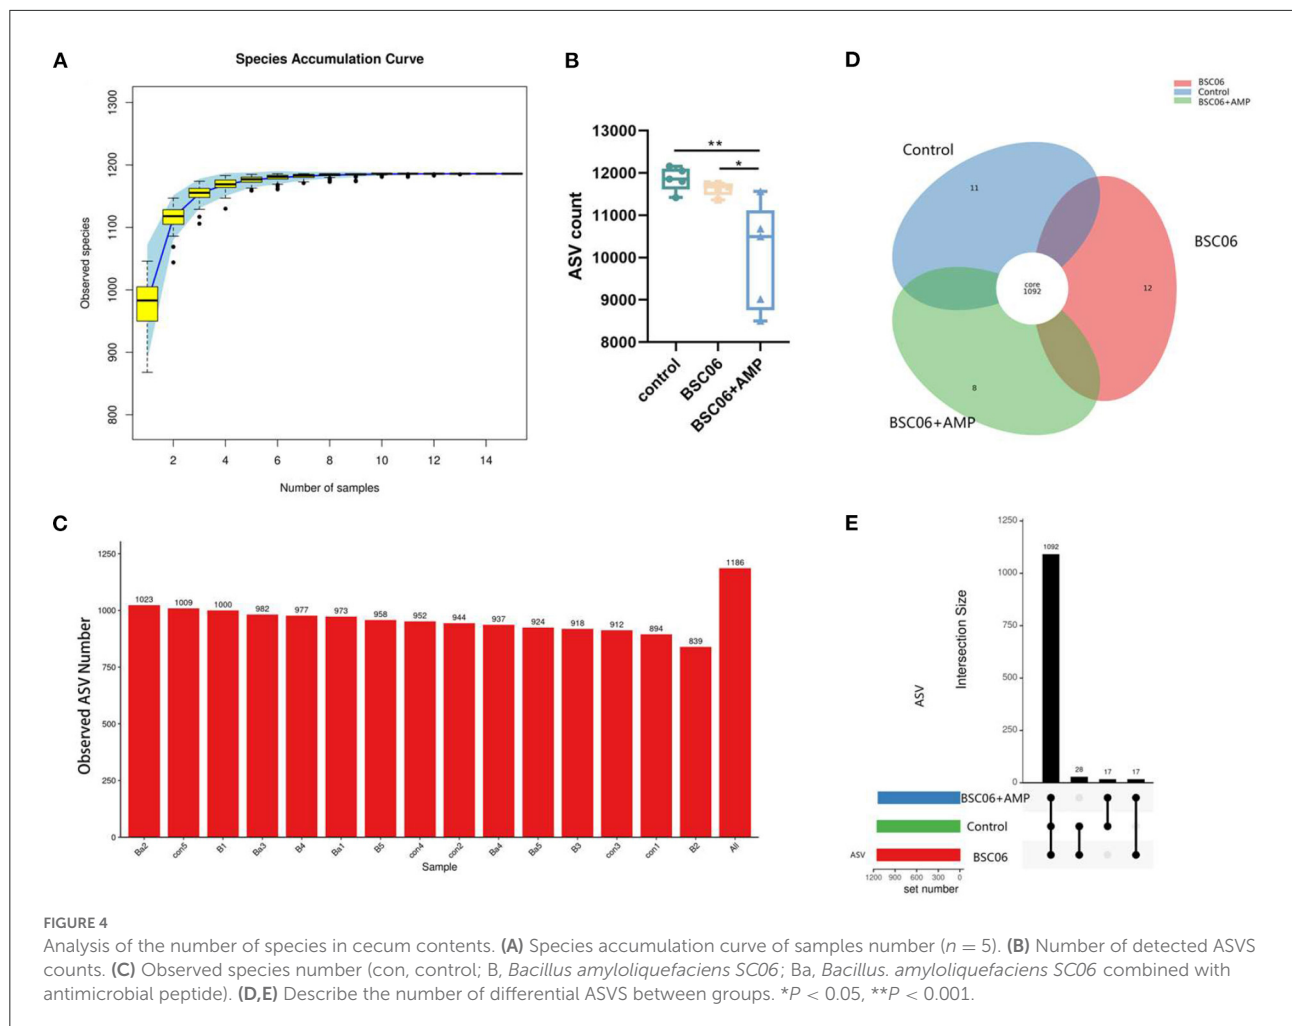 A
Species Accumulation Curve
Observed species
1300
1200
1100
1000
900
800
2 4 6 8 10 12 14
Number of samples
B
ASV count
13000
12000
11000
10000
9000
8000
**
*
control
BSC06
BSC06+AMP
D
BSC06
Control
BSC06+AMP
Control
11
BSC06
12
core
1092
8
BSC06+AMP
C
Observed ASV Number
1250
1000
750
500
250
0
1023 1009 1000 982 977 973 958 952 944 937 924 918 912 894 839 1186
Ba2 con5 B1 Ba3 B4 Ba1 B5 con4 con2 Ba4 Ba5 B3 con3 con1 B2 All
Sample
E
Intersection Size
1250
1000
750
500
250
0
1092
28
17
17
ASV
BSC06+AMP
Control
ASV
BSC06
1200 900 600 300 0
set number
FIGURE 4
Analysis of the number of species in cecum contents. (A) Species accumulation curve of samples number (n = 5). (B) Number of detected ASVS
counts. (C) Observed species number (con, control; B, Bacillus amyloliquefaciens SC06; Ba, Bacillus. amyloliquefaciens SC06 combined with
antimicrobial peptide). (D,E) Describe the number of differential ASVS between groups. *P < 0.05, **P < 0.001.